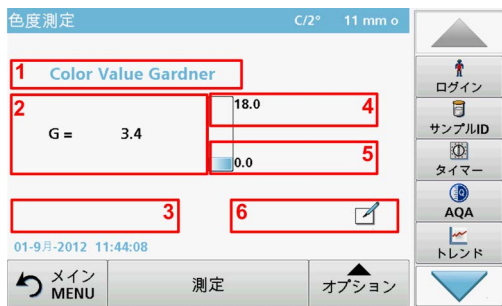 色度测定 C/2° 11 mm o
1 Color Value Gardner
2
G = 3.4
18.0 4
0.0 5
3
6
01-9月-2012 11:44:08
メイン MENU
測定
オプション
ログイン
サンプルID
タイマー
AQA
トレンド